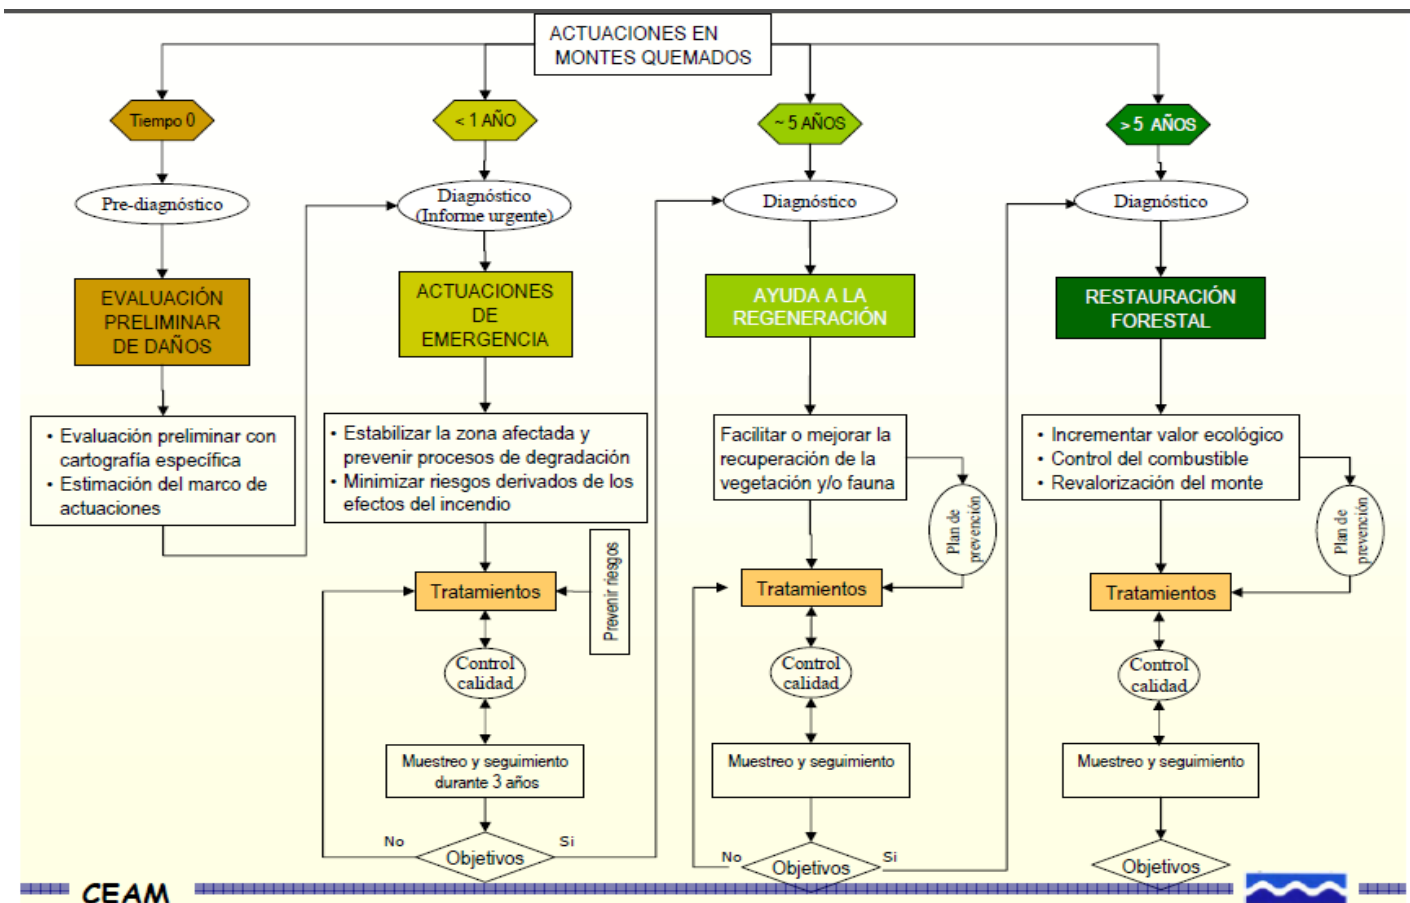 ACTUACIONES EN
MONTES QUEMADOS
Tiempo 0
< 1 AÑO
~ 5 AÑOS
> 5 AÑOS
Pre-diagnóstico
Diagnóstico
(Informe urgente)
Diagnóstico
Diagnóstico
EVALUACIÓN
PRELIMINAR
DE DAÑOS
ACTUACIONES
DE
EMERGENCIA
AYUDA A LA
REGENERACIÓN
RESTAURACIÓN
FORESTAL
• Evaluación preliminar con
cartografía específica
• Estimación del marco de
actuaciones
• Estabilizar la zona afectada y
prevenir procesos de degradación
• Minimizar riesgos derivados de los
efectos del incendio
Facilitar o mejorar la
recuperación de la
vegetación y/o fauna
• Incrementar valor ecológico
• Control del combustible
• Revalorización del monte
Prevenir riesgos
Plan de
prevención
Plan de
prevención
Tratamientos
Tratamientos
Tratamientos
Control
calidad
Control
calidad
Control
calidad
Muestreo y seguimiento
durante 3 años
Muestreo y seguimiento
Muestreo y seguimiento
No
Objetivos
Si
No
Objetivos
Si
Objetivos
CEAM